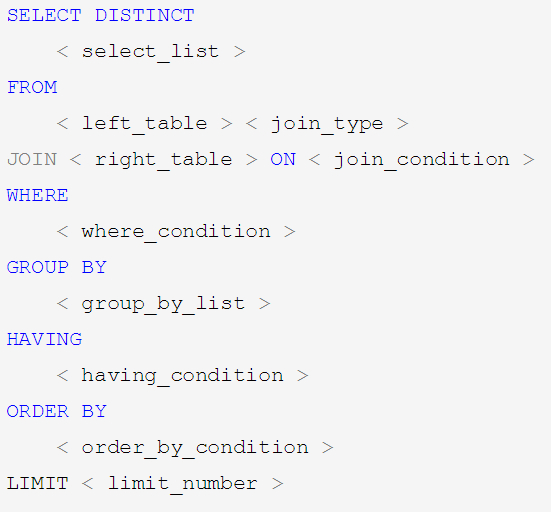 SELECT DISTINCT
    < select_list >
FROM
    < left_table > < join_type >
JOIN < right_table > ON < join_condition >
WHERE
    < where_condition >
GROUP BY
    < group_by_list >
HAVING
    < having_condition >
ORDER BY
    < order_by_condition >
LIMIT < limit_number >